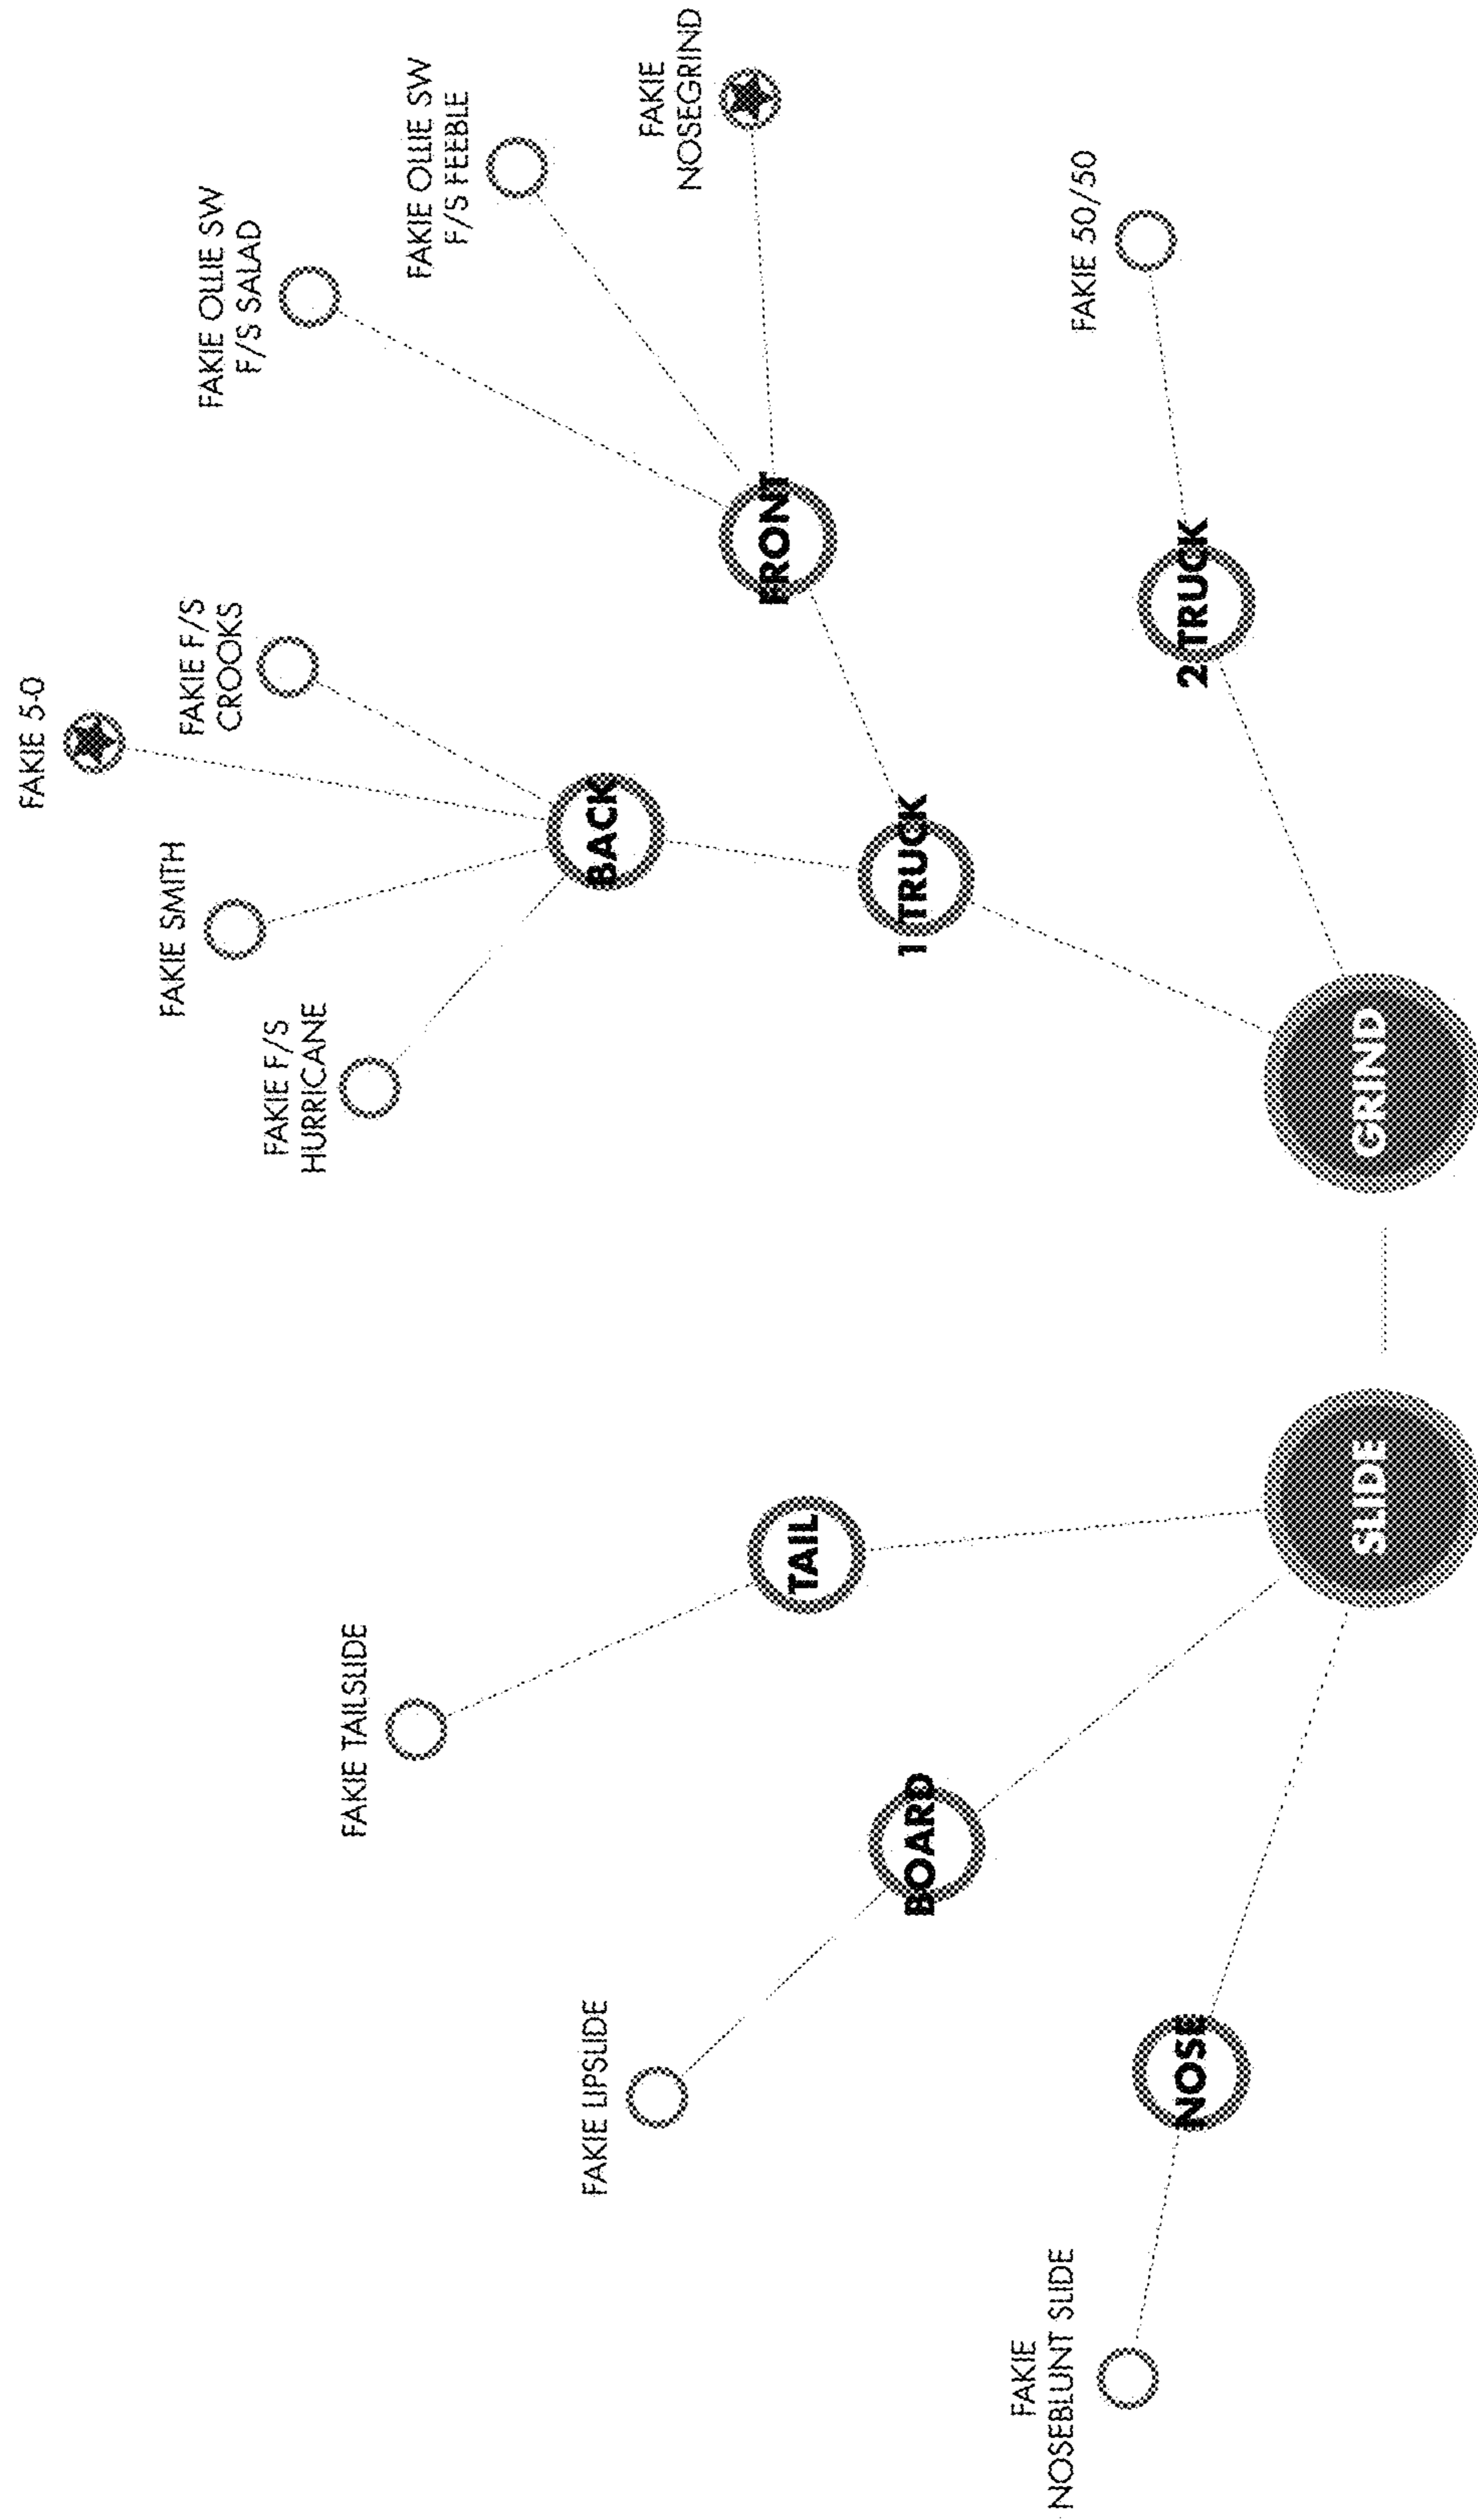 FAKIE 5-0
FAKIE SMITH
FAKIE F/S
CROOKS
FAKIE OLLIE SW
F/S SALAD
FAKIE F/S
HURRICANE
FAKIE TAILSLIDE
FAKIE OLLIE SW
F/S FEEBLE
FAKIE LIPSLIDE
BACK
FAKIE
NOSEGRIND
FRONT
TAIL
1 TRUCK
BOARD
FAKIE
NOSEBLUNT SLIDE
FAKIE 50/50
NOSE
2 TRUCK
SLIDE
GRIND